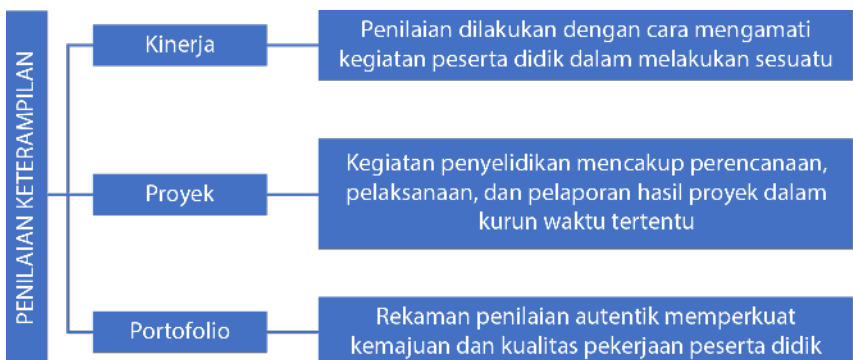 PENILAIAN KETERAMPILAN
Kinerja
Penilaian dilakukan dengan cara mengamati
kegiatan peserta didik dalam melakukan sesuatu
Proyek
Kegiatan penyelidikan mencakup perencanaan,
pelaksanaan, dan pelaporan hasil proyek dalam
kurun waktu tertentu
Portofolio
Rekaman penilaian autentik memperkuat
kemajuan dan kualitas pekerjaan peserta didik